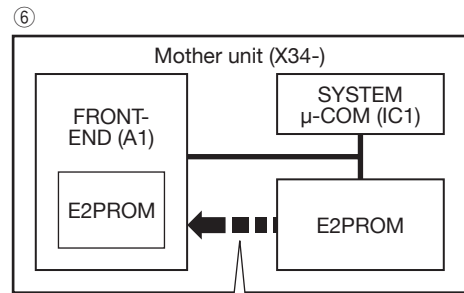 ⑥
Mother unit (X34-)
FRONT-
END (A1)
E2PROM
SYSTEM
μ-COM (IC1)
E2PROM